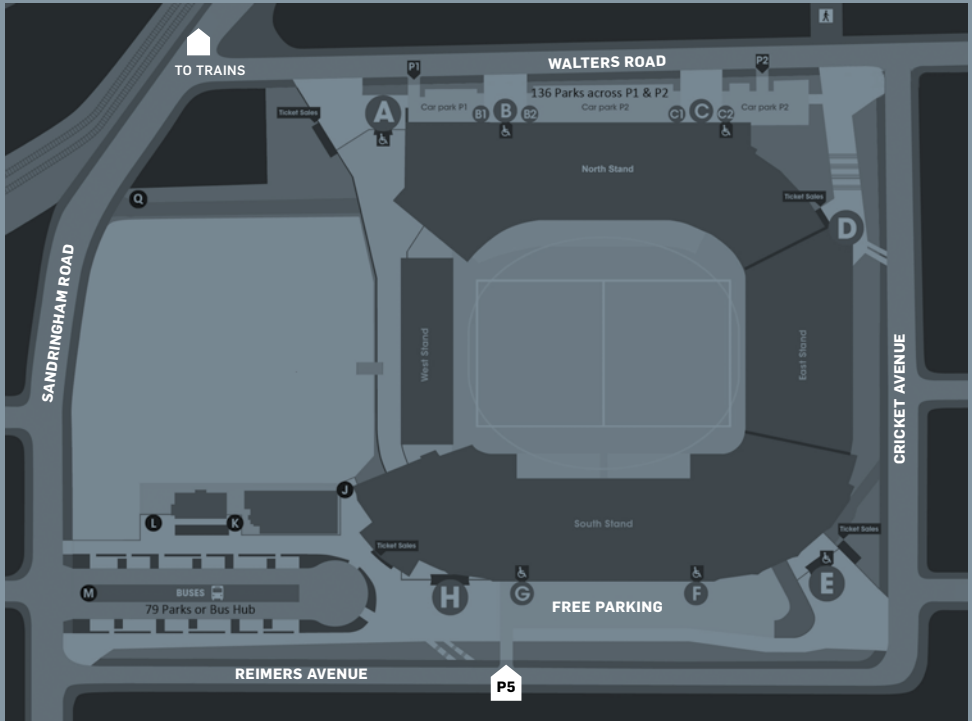 TO TRAINS
WALTERS ROAD
P1
P2
136 Parks across P1 & P2
Ticket Sales
A
Car park P1
B1
B
B2
Car park P2
C1
C
C2
Car park P2
North Stand
Q
Ticket Sales
D
SANDRINGHAM ROAD
West Stand
East Stand
CRICKET AVENUE
J
L
K
South Stand
Ticket Sales
Ticket Sales
M
BUSES
79 Parks or Bus Hub
H
G
F
E
FREE PARKING
REIMERS AVENUE
P5